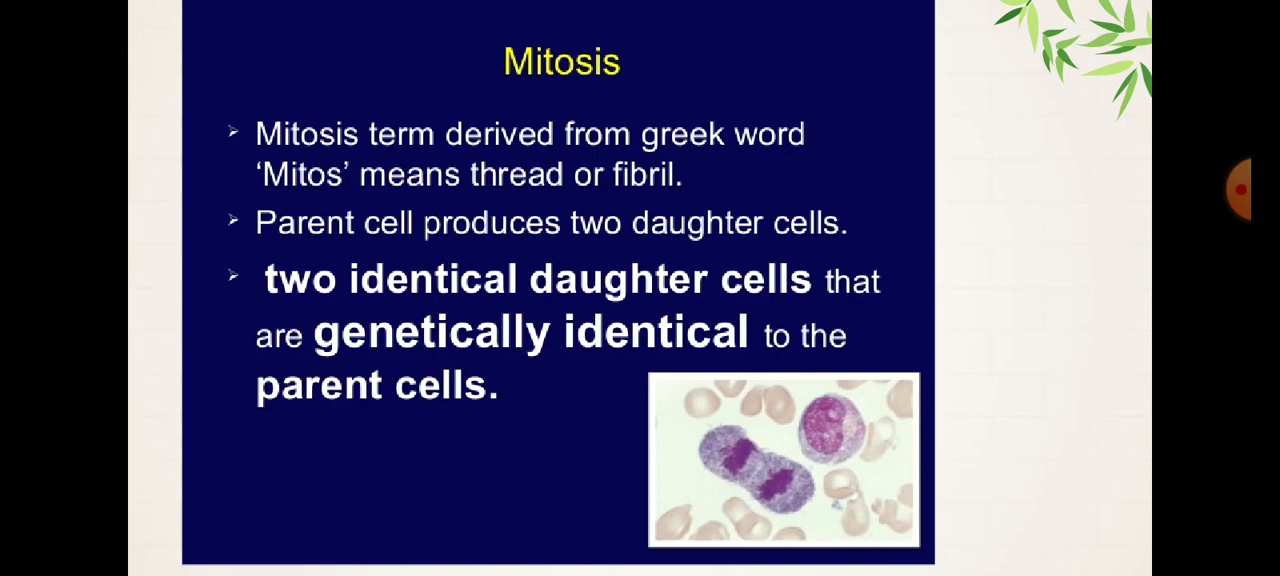 Mitosis
Mitosis term derived from greek word
‘Mitos’ means thread or fibril.
Parent cell produces two daughter cells.
two identical daughter cells that
are genetically identical to the
parent cells.